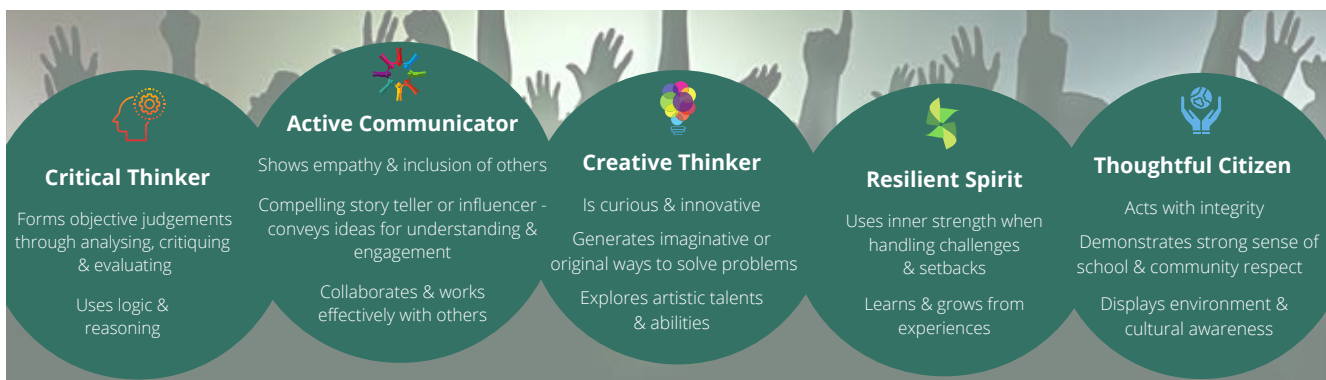 Critical Thinker
Forms objective judgements
through analysing, critiquing
& evaluating
Uses logic &
reasoning
Active Communicator
Shows empathy & inclusion of others
Compelling story teller or influencer -
conveys ideas for understanding &
engagement
Collaborates & works
effectively with others
Creative Thinker
Is curious & innovative
Generates imaginative or
original ways to solve problems
Explores artistic talents
& abilities
Resilient Spirit
Uses inner strength when
handling challenges
& setbacks
Learns & grows from
experiences
Thoughtful Citizen
Acts with integrity
Demonstrates strong sense of
school & community respect
Displays environment &
cultural awareness